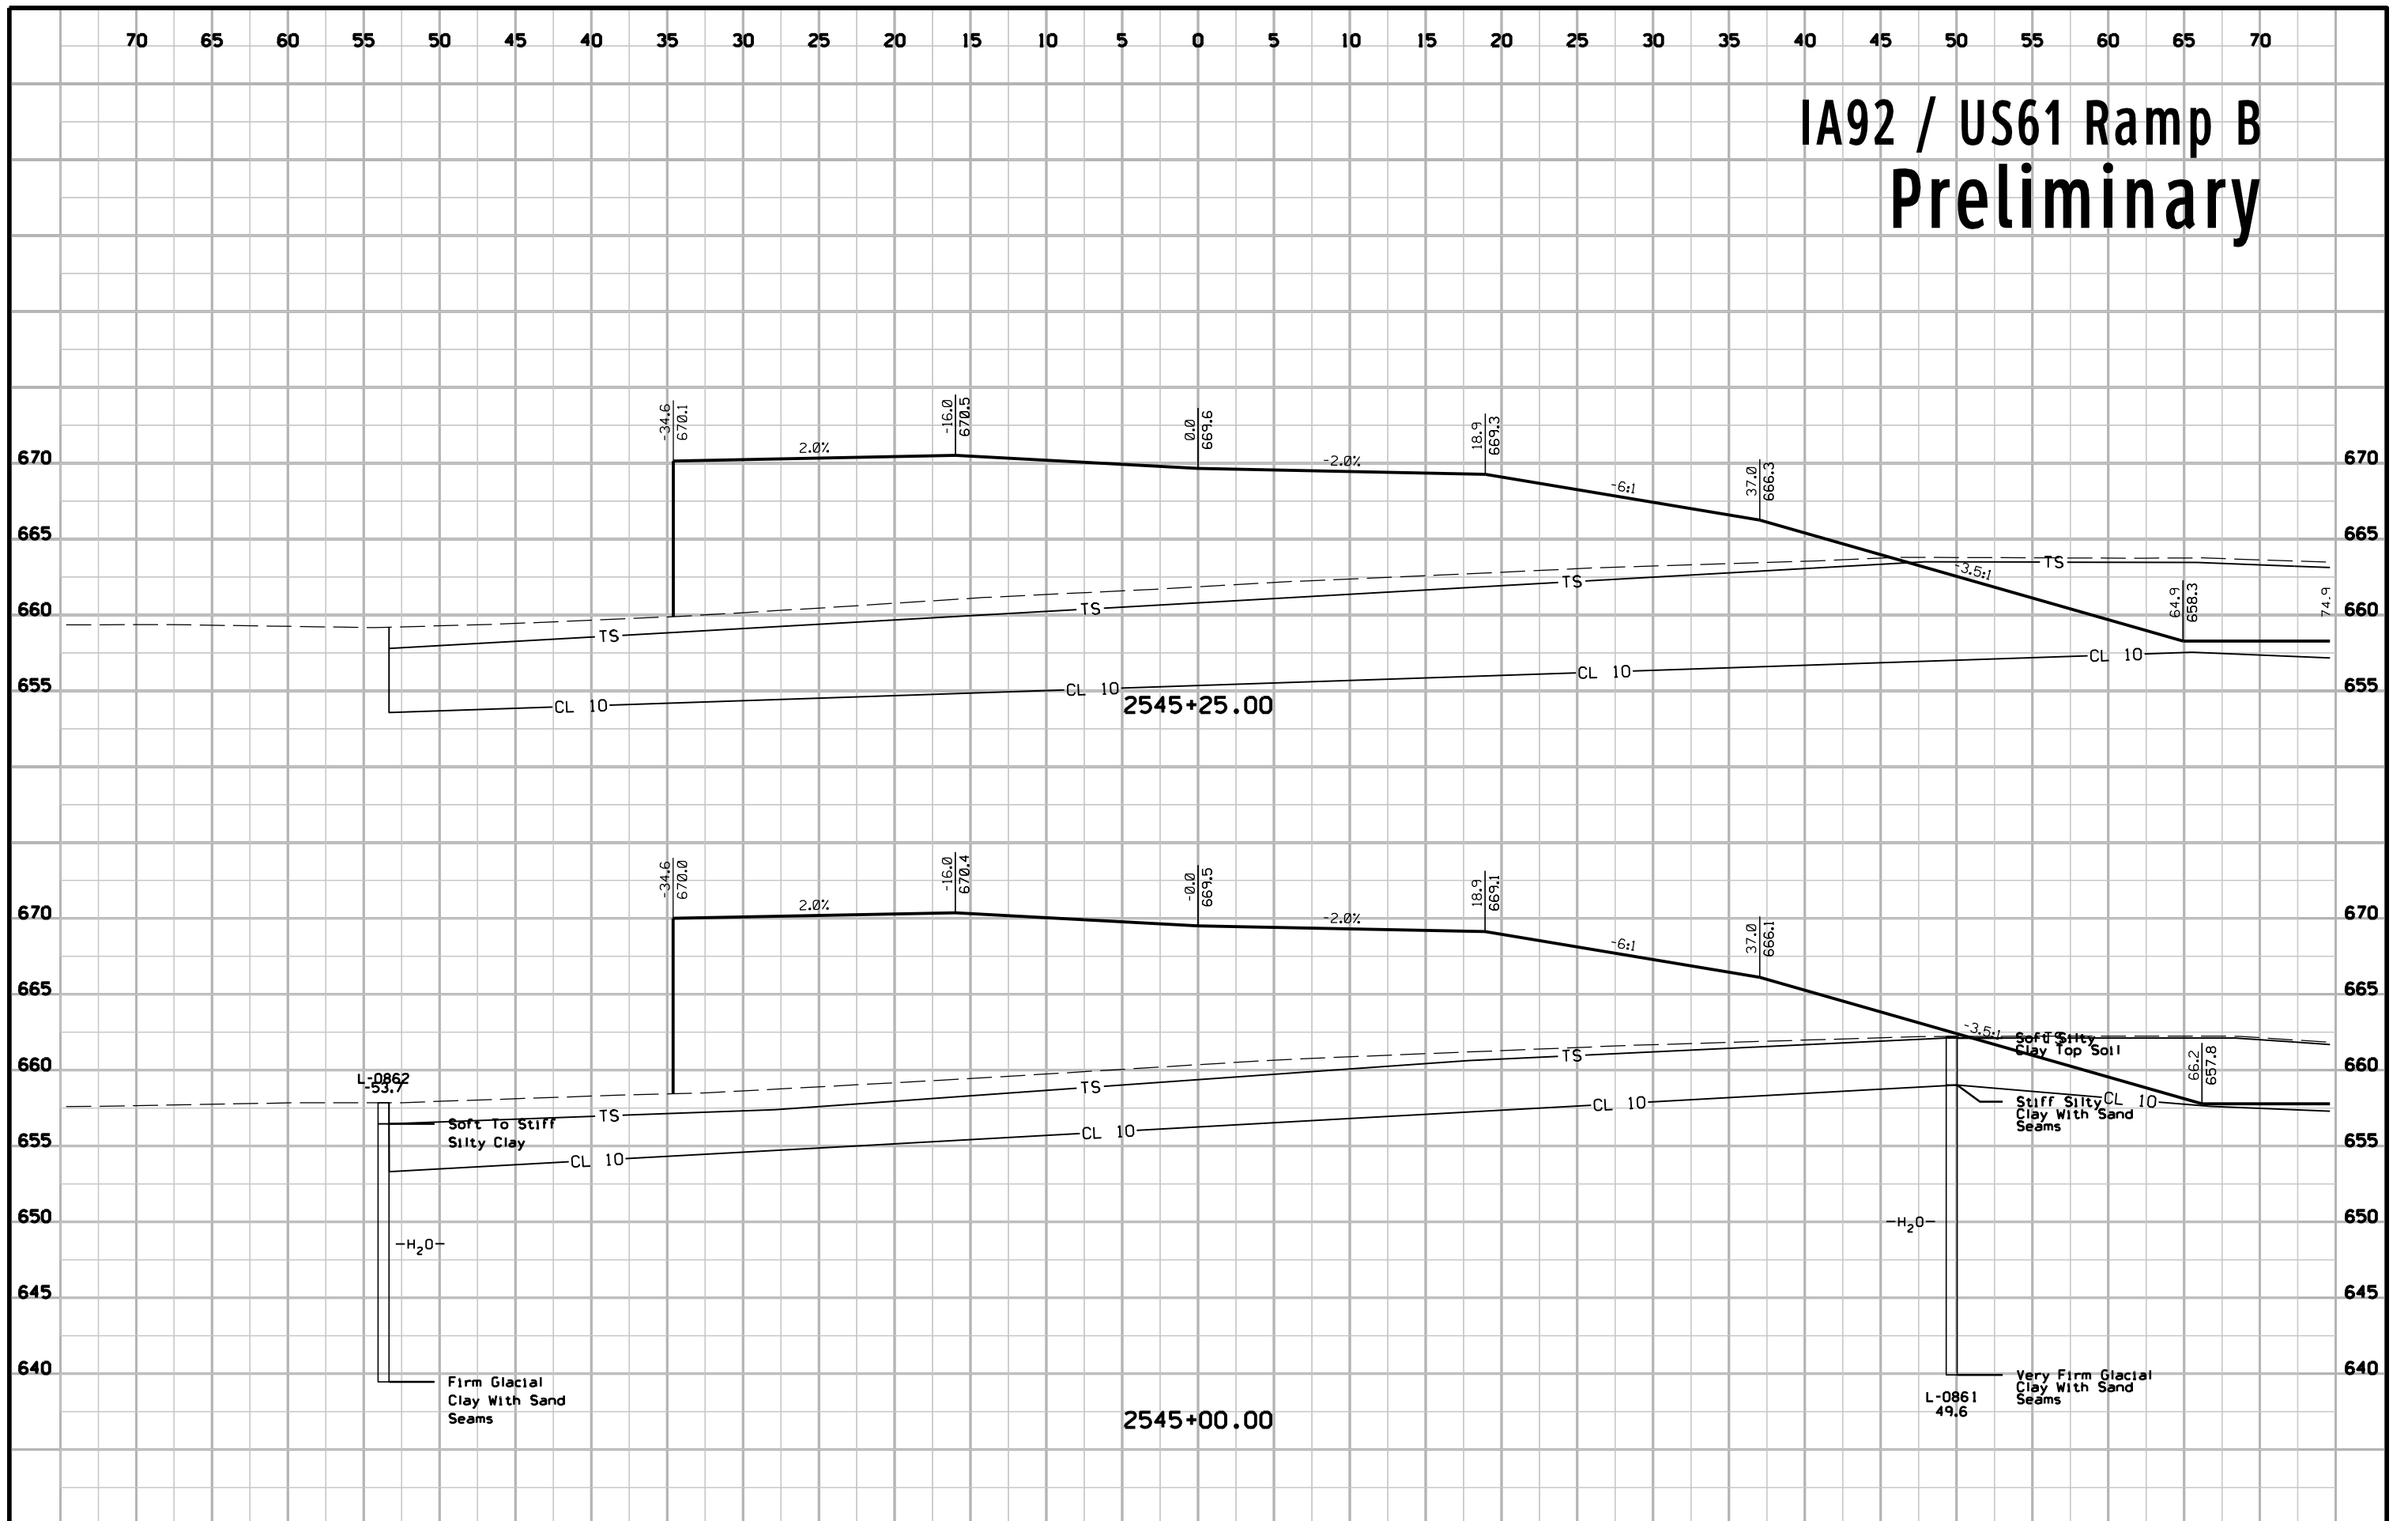 70 65 60 55 50 45 40 35 30 25 20 15 10 5 0 5 10 15 20 25 30 35 40 45 50 55 60 65 70
IA92 / US61 Ramp B
Preliminary
-34.6
670.1
-16.0
670.5
0.0
669.6
18.9
669.3
37.0
666.3
64.9
658.3
74.9
2.0%
-2.0%
-6:1
-3.5:1
670 670
665 665
660 660
655 655
TS TS TS TS
CL 10 CL 10 CL 10 CL 10
2545+25.00
-34.6
670.0
-16.0
670.4
-0.0
669.5
18.9
669.1
37.0
666.1
66.2
657.8
2.0%
-2.0%
-6:1
-3.5:1
670 670
665 665
660 660
655 655
650 650
645 645
640 640
TS TS TS TS
CL 10 CL 10 CL 10 CL 10
L-0862
-53.7
Soft To Stiff
Silty Clay
-H₂O-
Firm Glacial
Clay With Sand
Seams
Soft Silty
Clay Top Soil
Stiff Silty
Clay With Sand
Seams
-H₂O-
Very Firm Glacial
Clay With Sand
Seams
L-0861
49.6
2545+00.00